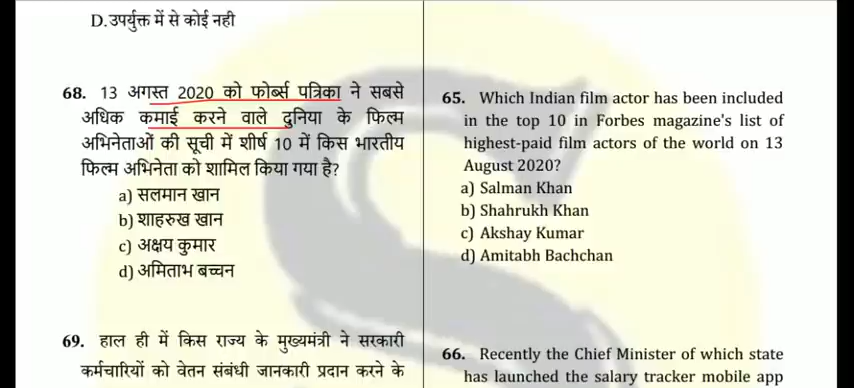 D.उपर्युक्त में से कोई नही
68. 13 अगस्त 2020 को फोर्ब्स पत्रिका ने सबसे
अधिक कमाई करने वाले दुनिया के फिल्म
अभिनेताओं की सूची में शीर्ष 10 में किस भारतीय
फिल्म अभिनेता को शामिल किया गया है?
a) सलमान खान
b) शाहरुख खान
c) अक्षय कुमार
d) अमिताभ बच्चन
69. हाल ही में किस राज्य के मुख्यमंत्री ने सरकारी
कर्मचारियों को वेतन संबंधी जानकारी प्रदान करने के
65. Which Indian film actor has been included
in the top 10 in Forbes magazine's list of
highest-paid film actors of the world on 13
August 2020?
a) Salman Khan
b) Shahrukh Khan
c) Akshay Kumar
d) Amitabh Bachchan
66. Recently the Chief Minister of which state
has launched the salary tracker mobile app